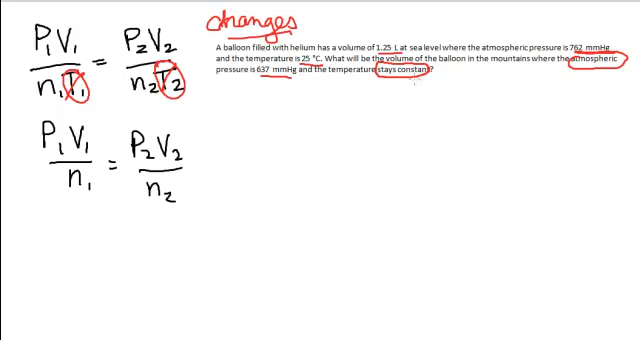 changes
A balloon filled with helium has a volume of 1.25 L at sea level where the atmospheric pressure is 762 mmHg
and the temperature is 25 °C. What will be the volume of the balloon in the mountains where the atmospheric
pressure is 637 mmHg and the temperature stays constant?
P₁V₁ / n₁T₁ = P₂V₂ / n₂T₂
P₁V₁ / n₁ = P₂V₂ / n₂